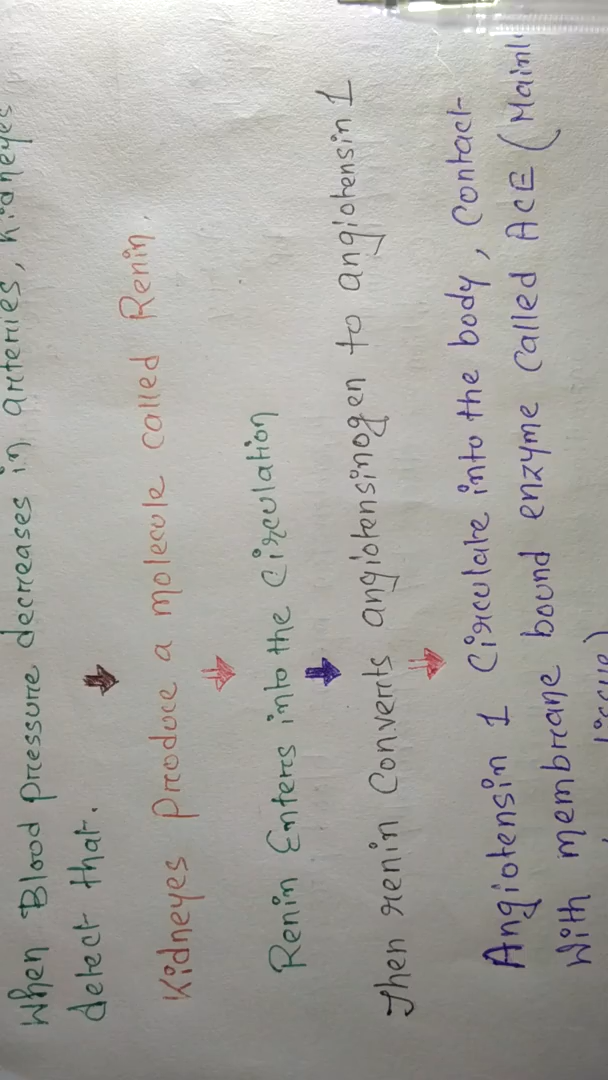 When Blood pressure decreases in arteries, Kidneyes
detect that.
Kidneyes produce a molecule called Renin.
Renin Enters into the Circulation
Then renin Converts angiotensinogen to angiotensin 1
Angiotensin 1 Circulate into the body, Contact
With membrane bound enzyme Called ACE (Mainl